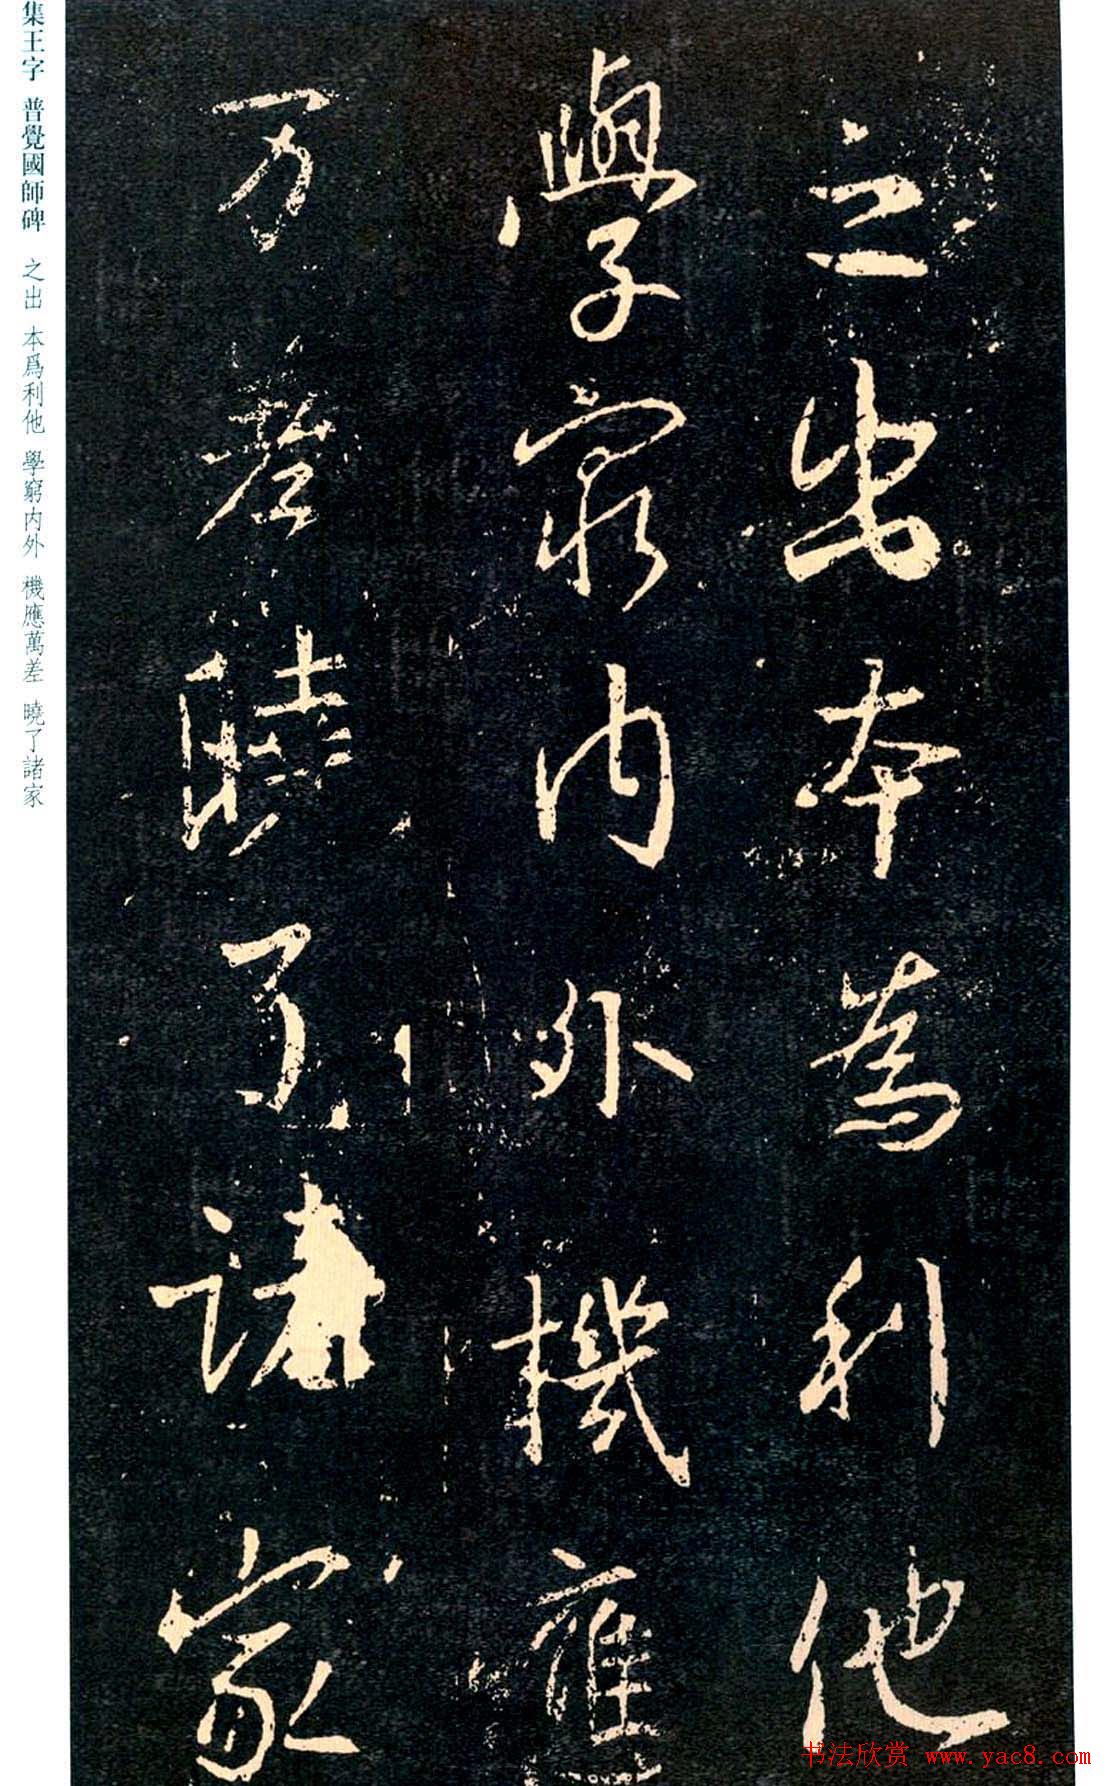 之出本為利他
學窮内外機應
万差曉了諸家
集王字 普覺國師碑 之出 本爲利他 學窮内外 機應萬差 曉了諸家
书法欣赏 www.yac8.com